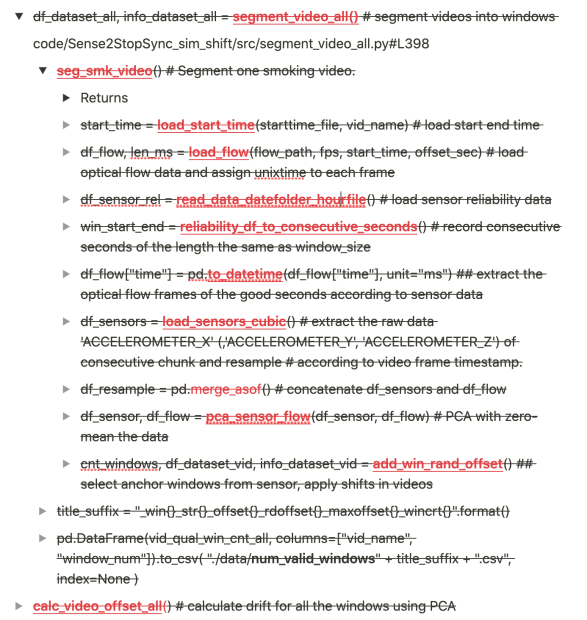 df_dataset_all, info_dataset_all = segment_video_all() # segment videos into windows
code/Sense2StopSync_sim_shift/src/segment_video_all.py#L398
seg_smk_video() # Segment one smoking video.
Returns
start_time = load_start_time(starttime_file, vid_name) # load start end time
df_flow, len_ms = load_flow(flow_path, fps, start_time, offset_sec) # load
optical flow data and assign unixtime to each frame
df_sensor_rel = read_data_datefolder_hourfile() # load sensor reliability data
win_start_end = reliability_df_to_consecutive_seconds() # record consecutive
seconds of the length the same as window_size
df_flow["time"] = pd.to_datetime(df_flow["time"], unit="ms") ## extract the
optical flow frames of the good seconds according to sensor data
df_sensors = load_sensors_cubic() # extract the raw data
'ACCELEROMETER_X' (,'ACCELEROMETER_Y', 'ACCELEROMETER_Z') of
consecutive chunk and resample # according to video frame timestamp.
df_resample = pd.merge_asof() # concatenate df_sensors and df_flow
df_sensor, df_flow = pca_sensor_flow(df_sensor, df_flow) # PCA with zero-
mean the data
cnt_windows, df_dataset_vid, info_dataset_vid = add_win_rand_offset() ##
select anchor windows from sensor, apply shifts in videos
title_suffix = "_win{}_str{}_offset{}_rdoffset{}_maxoffset{}_wincrt{}".format()
pd.DataFrame(vid_qual_win_cnt_all, columns=["vid_name",
"window_num"]).to_csv( "./data/num_valid_windows" + title_suffix + ".csv",
index=None )
calc_video_offset_all() # calculate drift for all the windows using PCA